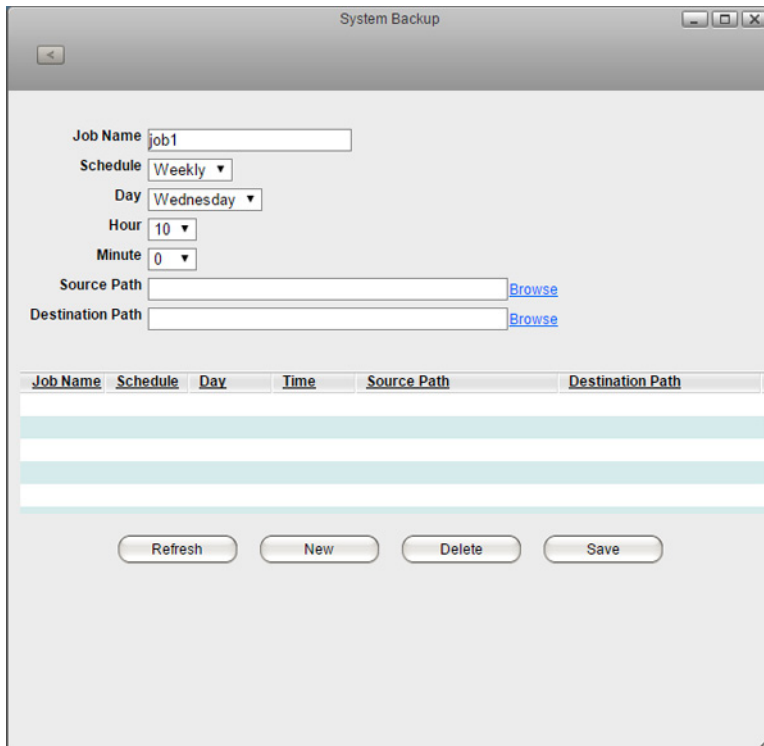 System Backup
<
Job Name job1
Schedule Weekly
Day Wednesday
Hour 10
Minute 0
Source Path Browse
Destination Path Browse
Job Name Schedule Day Time Source Path Destination Path
Refresh New Delete Save